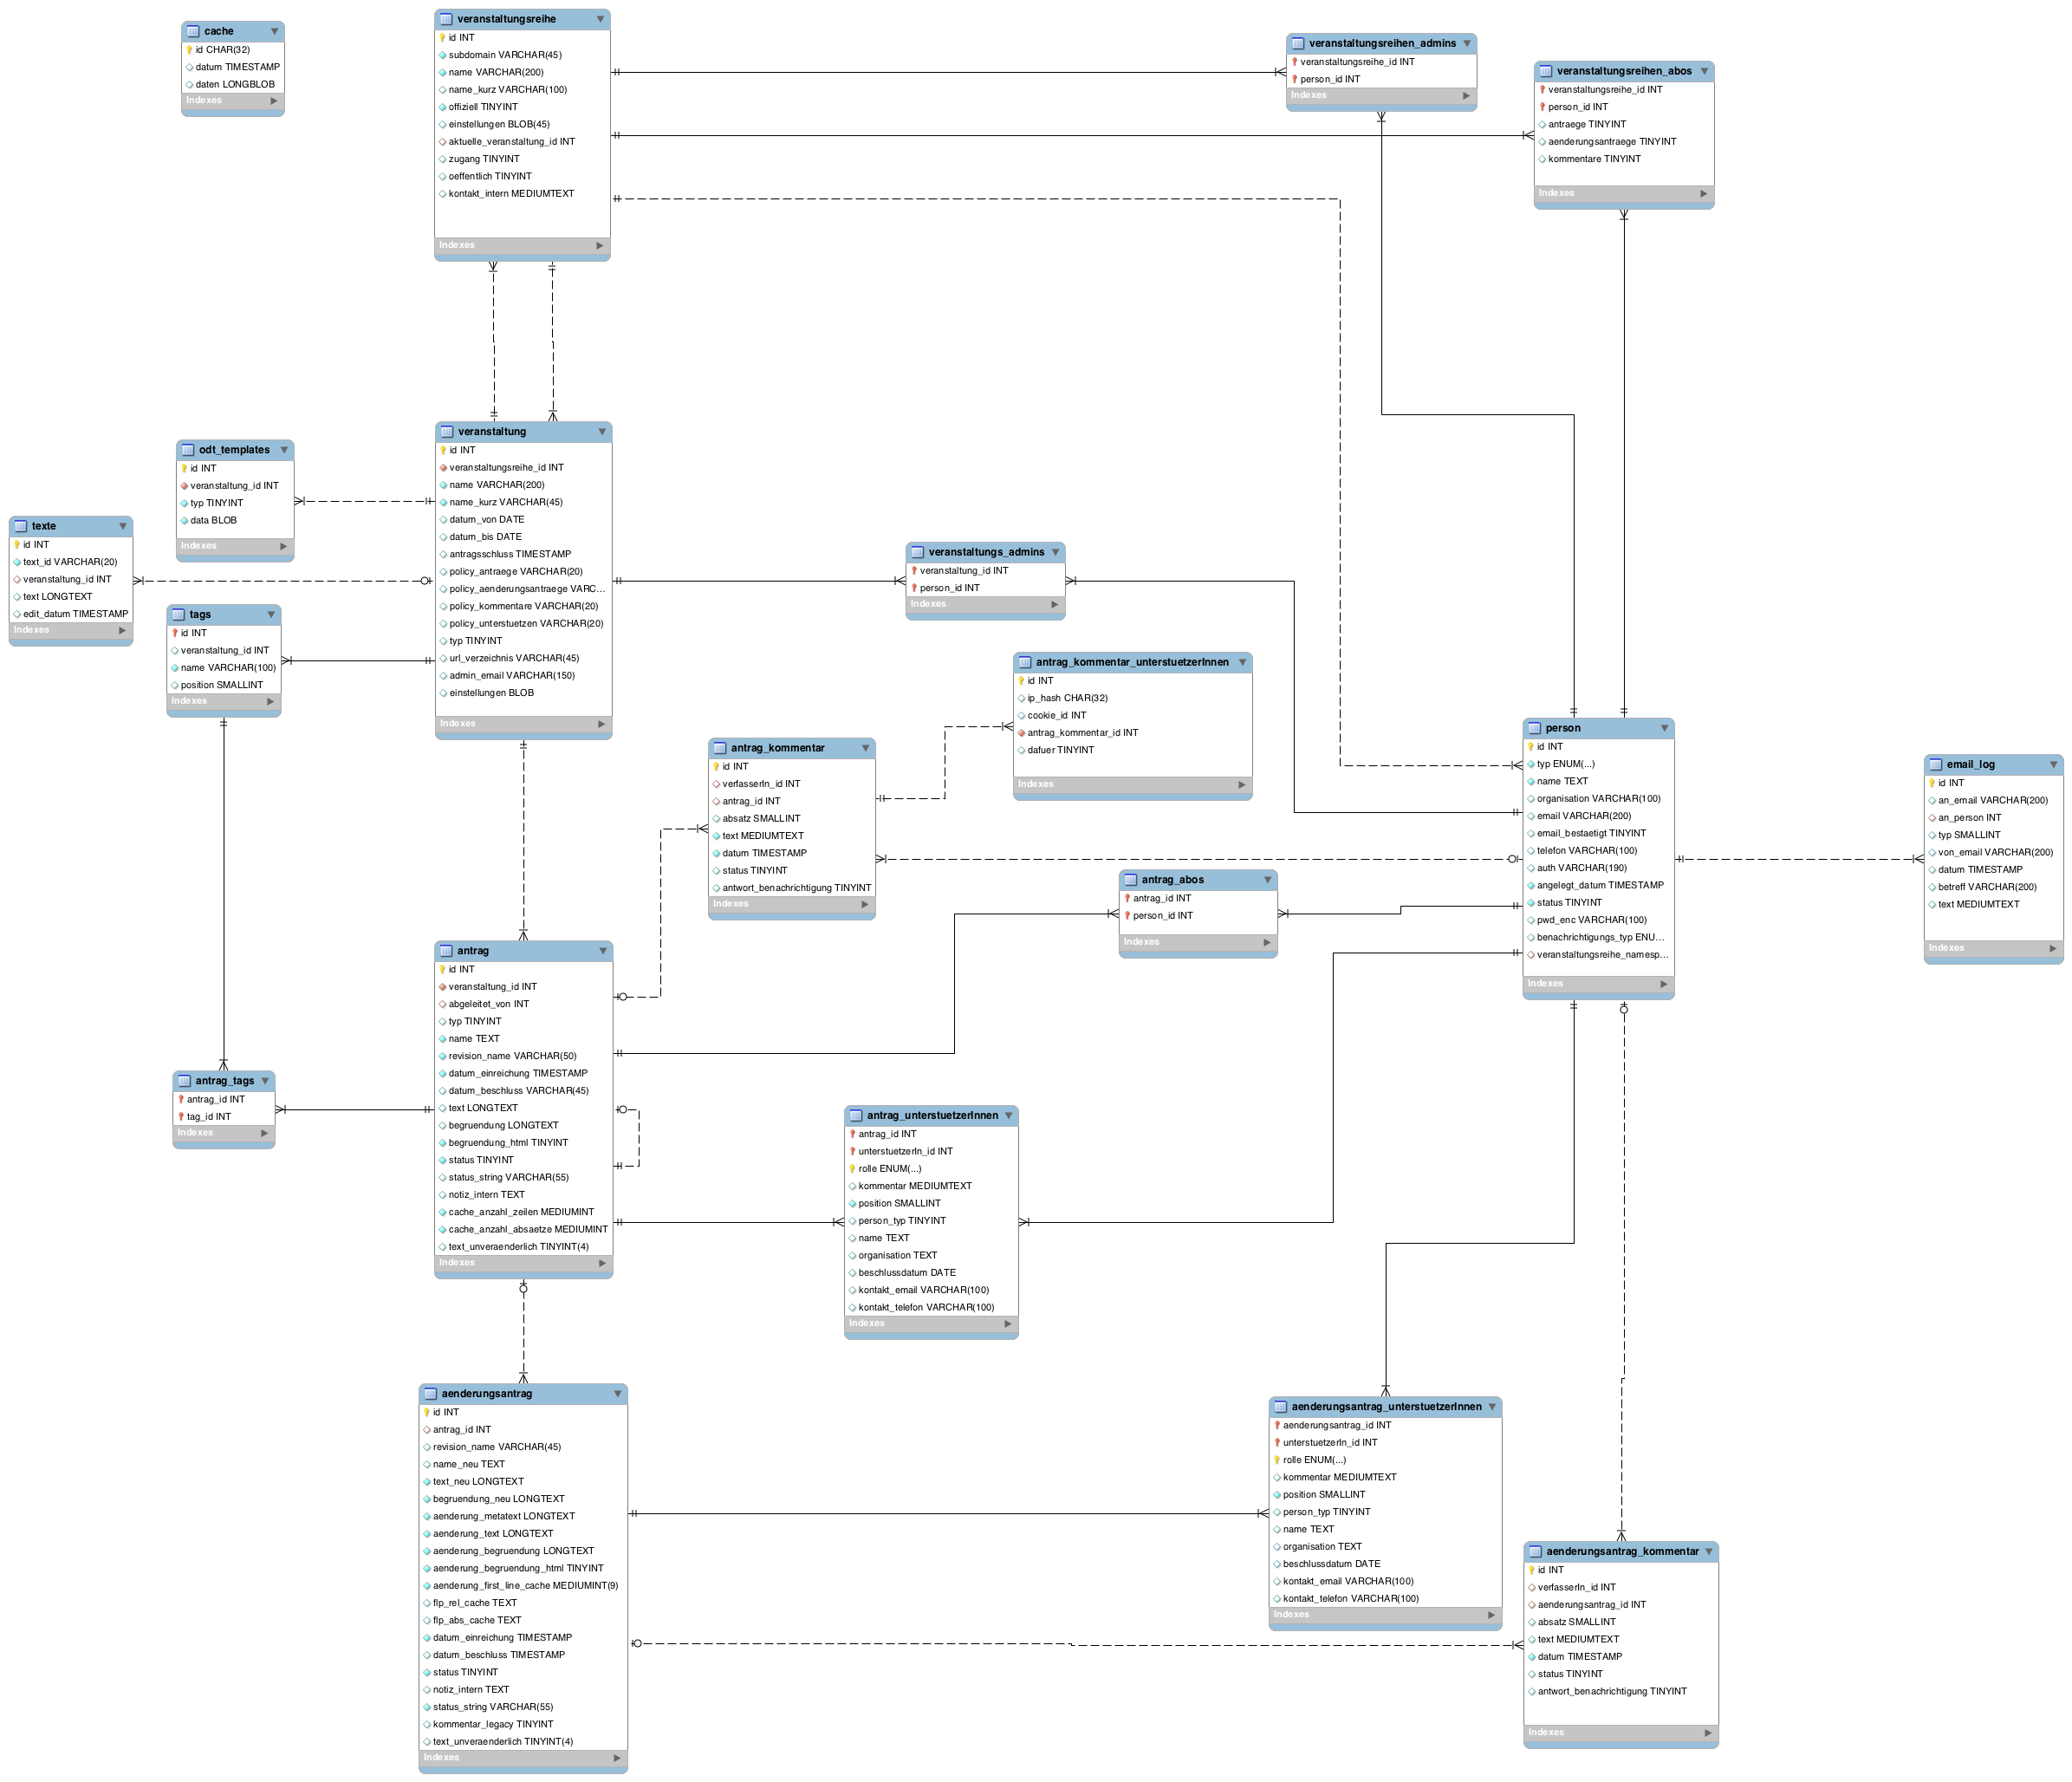 cache
id CHAR(32)
datum TIMESTAMP
daten LONGBLOB
Indexes
veranstaltungsreihe
id INT
subdomain VARCHAR(45)
name VARCHAR(200)
name_kurz VARCHAR(100)
offiziell TINYINT
einstellungen BLOB(45)
aktuelle_veranstaltung_id INT
zugang TINYINT
oeffentlich TINYINT
kontakt_intern MEDIUMTEXT
Indexes
veranstaltungsreihen_admins
veranstaltungsreihe_id INT
person_id INT
Indexes
veranstaltungsreihen_abos
veranstaltungsreihe_id INT
person_id INT
antraege TINYINT
aenderungsantraege TINYINT
kommentare TINYINT
Indexes
odt_templates
id INT
veranstaltung_id INT
typ TINYINT
data BLOB
Indexes
texte
id INT
text_id VARCHAR(20)
veranstaltung_id INT
text LONGTEXT
edit_datum TIMESTAMP
Indexes
tags
id INT
veranstaltung_id INT
name VARCHAR(100)
position SMALLINT
Indexes
veranstaltung
id INT
veranstaltungsreihe_id INT
name VARCHAR(200)
name_kurz VARCHAR(45)
datum_von DATE
datum_bis DATE
antragsschluss TIMESTAMP
policy_antraege VARCHAR(20)
policy_aenderungsantraege VARC...
policy_kommentare VARCHAR(20)
policy_unterstuetzen VARCHAR(20)
typ TINYINT
url_verzeichnis VARCHAR(45)
admin_email VARCHAR(150)
einstellungen BLOB
Indexes
veranstaltungs_admins
veranstaltung_id INT
person_id INT
Indexes
antrag_kommentar_unterstuetzerInnen
id INT
ip_hash CHAR(32)
cookie_id INT
antrag_kommentar_id INT
dafuer TINYINT
Indexes
antrag_kommentar
id INT
verfasserIn_id INT
antrag_id INT
absatz SMALLINT
text MEDIUMTEXT
datum TIMESTAMP
status TINYINT
antwort_benachrichtigung TINYINT
Indexes
person
id INT
typ ENUM(...)
name TEXT
organisation VARCHAR(100)
email VARCHAR(200)
email_bestaetigt TINYINT
telefon VARCHAR(100)
auth VARCHAR(190)
angelegt_datum TIMESTAMP
status TINYINT
pwd_enc VARCHAR(100)
benachrichtigungs_typ ENU...
veranstaltungsreihe_namesp...
Indexes
email_log
id INT
an_email VARCHAR(200)
an_person INT
typ SMALLINT
von_email VARCHAR(200)
datum TIMESTAMP
betreff VARCHAR(200)
text MEDIUMTEXT
Indexes
antrag_abos
antrag_id INT
person_id INT
Indexes
antrag
id INT
veranstaltung_id INT
abgeleitet_von INT
typ TINYINT
name TEXT
revision_name VARCHAR(50)
datum_einreichung TIMESTAMP
datum_beschluss VARCHAR(45)
text LONGTEXT
begruendung LONGTEXT
begruendung_html TINYINT
status TINYINT
status_string VARCHAR(55)
notiz_intern TEXT
cache_anzahl_zeilen MEDIUMINT
cache_anzahl_absaetze MEDIUMINT
text_unveraenderlich TINYINT(4)
Indexes
antrag_tags
antrag_id INT
tag_id INT
Indexes
antrag_unterstuetzerInnen
antrag_id INT
unterstuetzerIn_id INT
rolle ENUM(...)
kommentar MEDIUMTEXT
position SMALLINT
person_typ TINYINT
name TEXT
organisation TEXT
beschlussdatum DATE
kontakt_email VARCHAR(100)
kontakt_telefon VARCHAR(100)
Indexes
aenderungsantrag
id INT
antrag_id INT
revision_name VARCHAR(45)
name_neu TEXT
text_neu LONGTEXT
begruendung_neu LONGTEXT
aenderung_metatext LONGTEXT
aenderung_text LONGTEXT
aenderung_begruendung LONGTEXT
aenderung_begruendung_html TINYINT
aenderung_first_line_cache MEDIUMINT(9)
flp_rel_cache TEXT
flp_abs_cache TEXT
datum_einreichung TIMESTAMP
datum_beschluss TIMESTAMP
status TINYINT
notiz_intern TEXT
status_string VARCHAR(55)
kommentar_legacy TINYINT
text_unveraenderlich TINYINT(4)
Indexes
aenderungsantrag_unterstuetzerInnen
aenderungsantrag_id INT
unterstuetzerIn_id INT
rolle ENUM(...)
kommentar MEDIUMTEXT
position SMALLINT
person_typ TINYINT
name TEXT
organisation TEXT
beschlussdatum DATE
kontakt_email VARCHAR(100)
kontakt_telefon VARCHAR(100)
Indexes
aenderungsantrag_kommentar
id INT
verfasserIn_id INT
aenderungsantrag_id INT
absatz SMALLINT
text MEDIUMTEXT
datum TIMESTAMP
status TINYINT
antwort_benachrichtigung TINYINT
Indexes